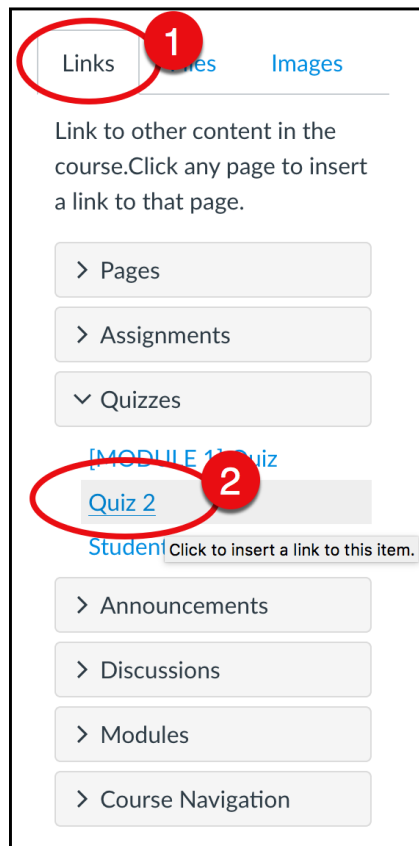 1
Links Files Images
Link to other content in the
course.Click any page to insert
a link to that page.
Pages
Assignments
Quizzes
[MODULE 1] Quiz
2
Quiz 2
Student
Click to insert a link to this item.
Announcements
Discussions
Modules
Course Navigation